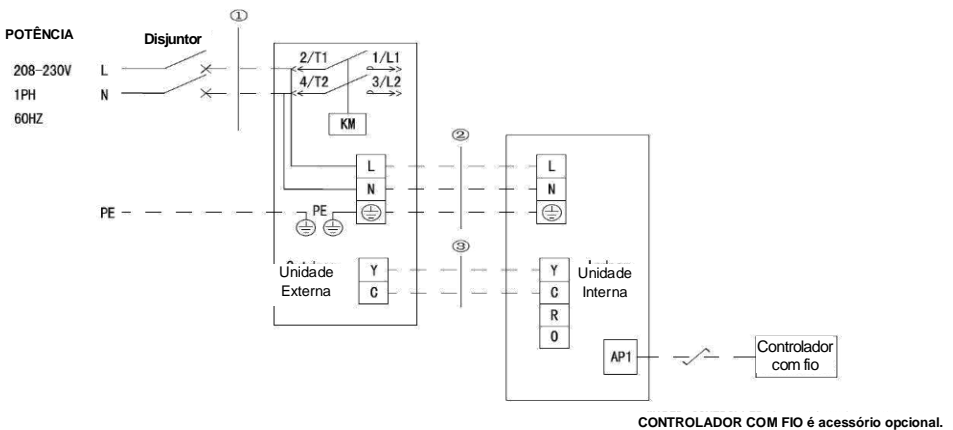 ①
POTÊNCIA
Disjuntor
208-230V
1PH
60HZ
L
N
2/T1 1/L1
4/T2 3/L2
KM
②
L
N
PE
PE
L
N
③
Unidade
Externa
Y
C
Y
C
R
O
Unidade
Interna
AP1
Controlador
com fio
CONTROLADOR COM FIO é acessório opcional.